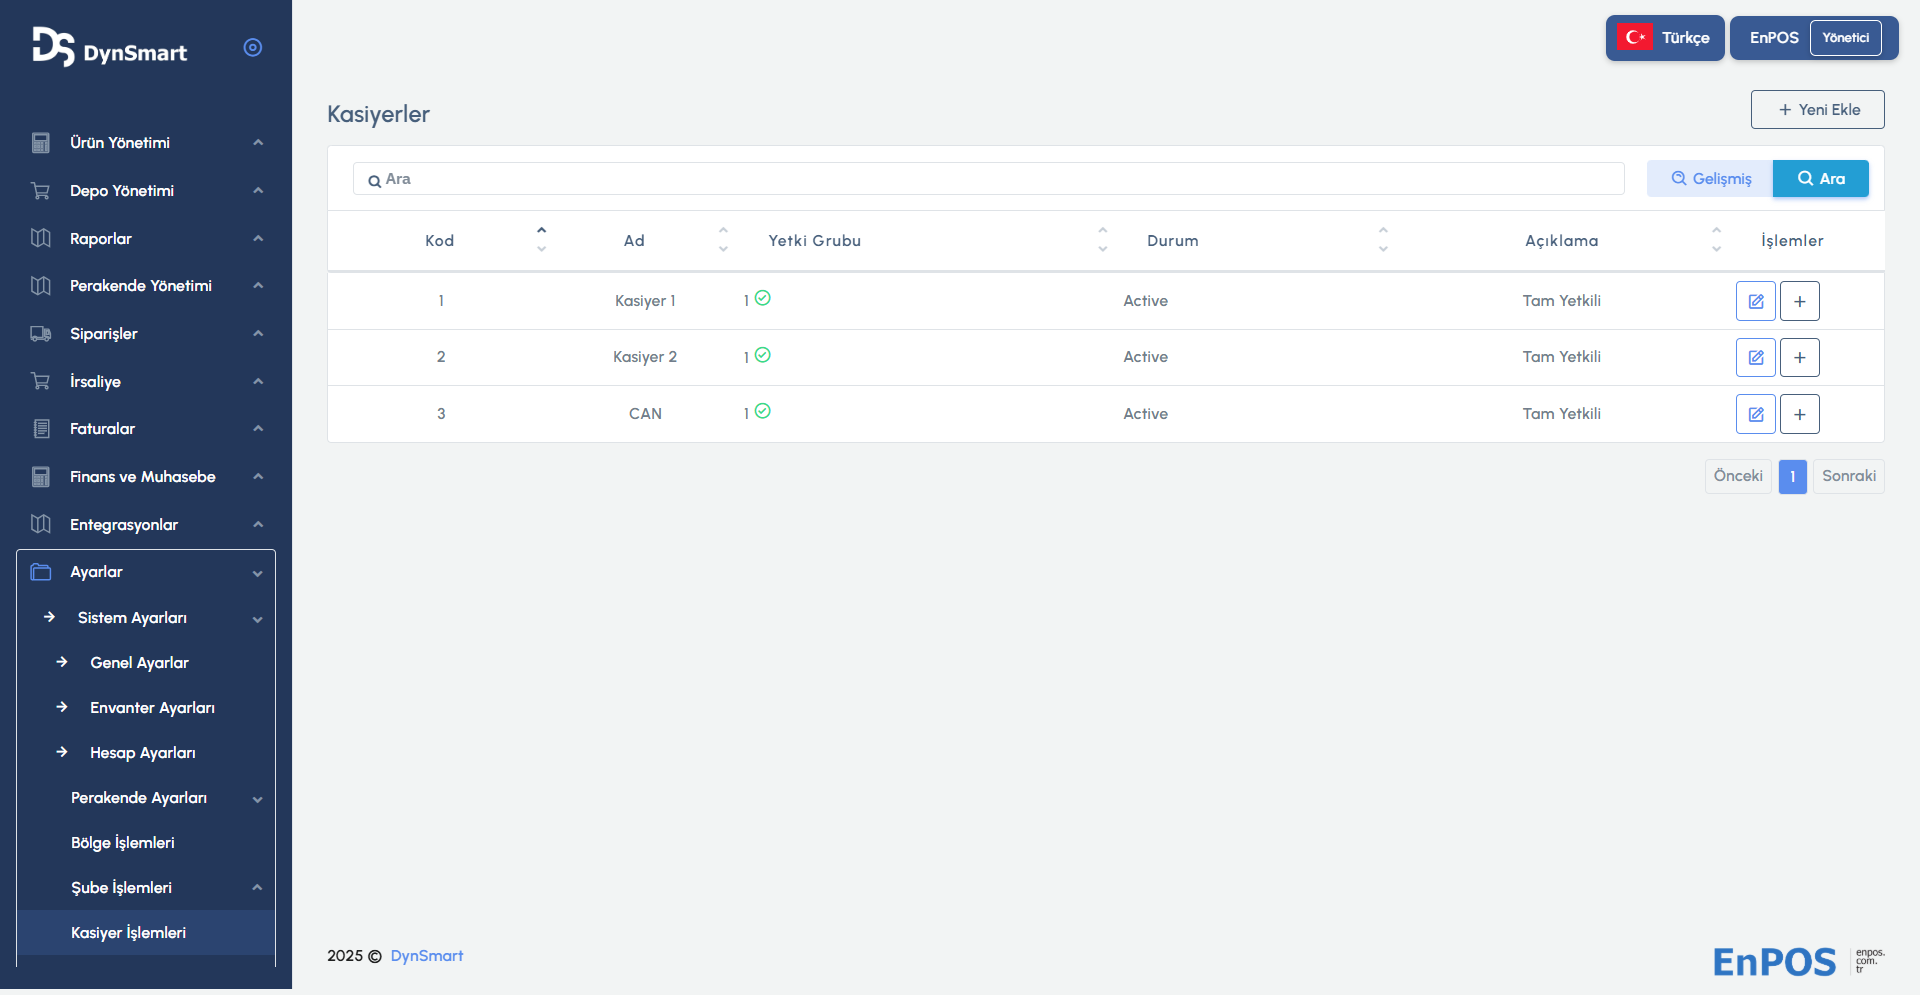 DS DynSmart
Türkçe
EnPOS Yönetici
Ürün Yönetimi
Depo Yönetimi
Raporlar
Perakende Yönetimi
Siparişler
İrsaliye
Faturalar
Finans ve Muhasebe
Entegrasyonlar
Ayarlar
Sistem Ayarları
Genel Ayarlar
Envanter Ayarları
Hesap Ayarları
Perakende Ayarları
Bölge İşlemleri
Şube İşlemleri
Kasiyer İşlemleri
Kasiyerler
+ Yeni Ekle
Ara
Gelişmiş
Ara
Kod Ad Yetki Grubu Durum Açıklama İşlemler
1 Kasiyer 1 1 Active Tam Yetkili
2 Kasiyer 2 1 Active Tam Yetkili
3 CAN 1 Active Tam Yetkili
Önceki 1 Sonraki
2025 © DynSmart
EnPOS
enpos.
com.
tr